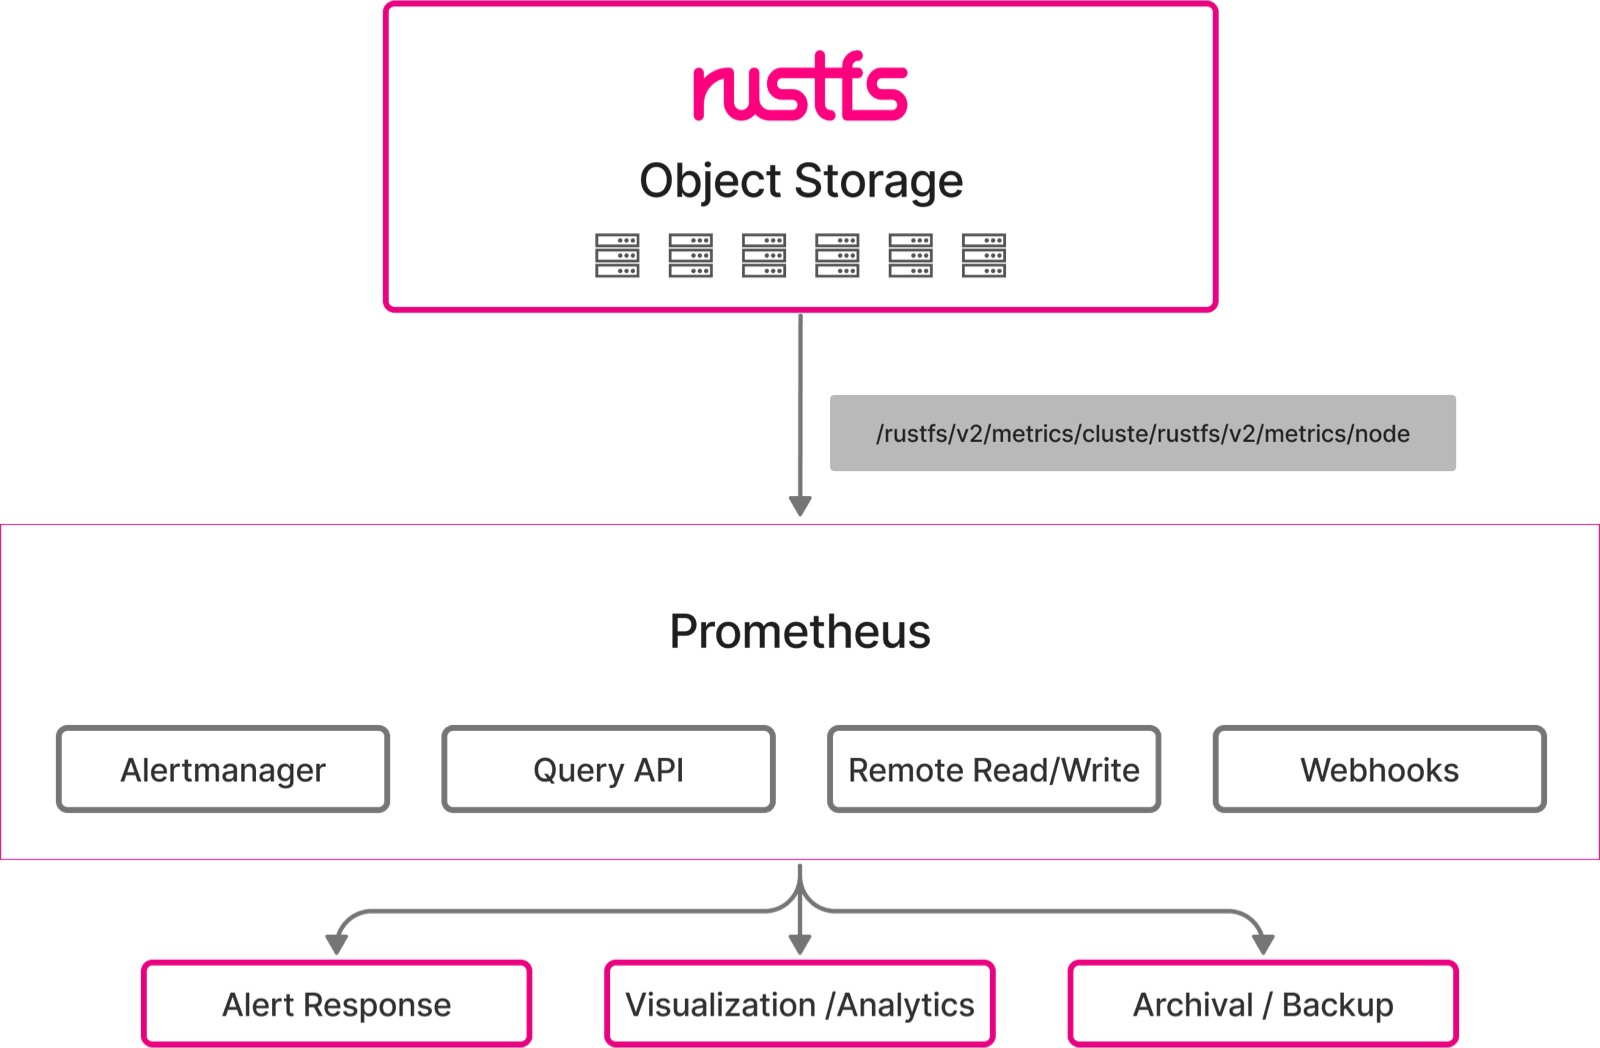 rustfs
Object Storage
/rustfs/v2/metrics/cluste/rustfs/v2/metrics/node
Prometheus
Alertmanager
Query API
Remote Read/Write
Webhooks
Alert Response
Visualization /Analytics
Archival / Backup